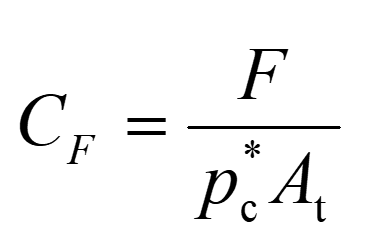 C_F = F / (p_c^* A_t)